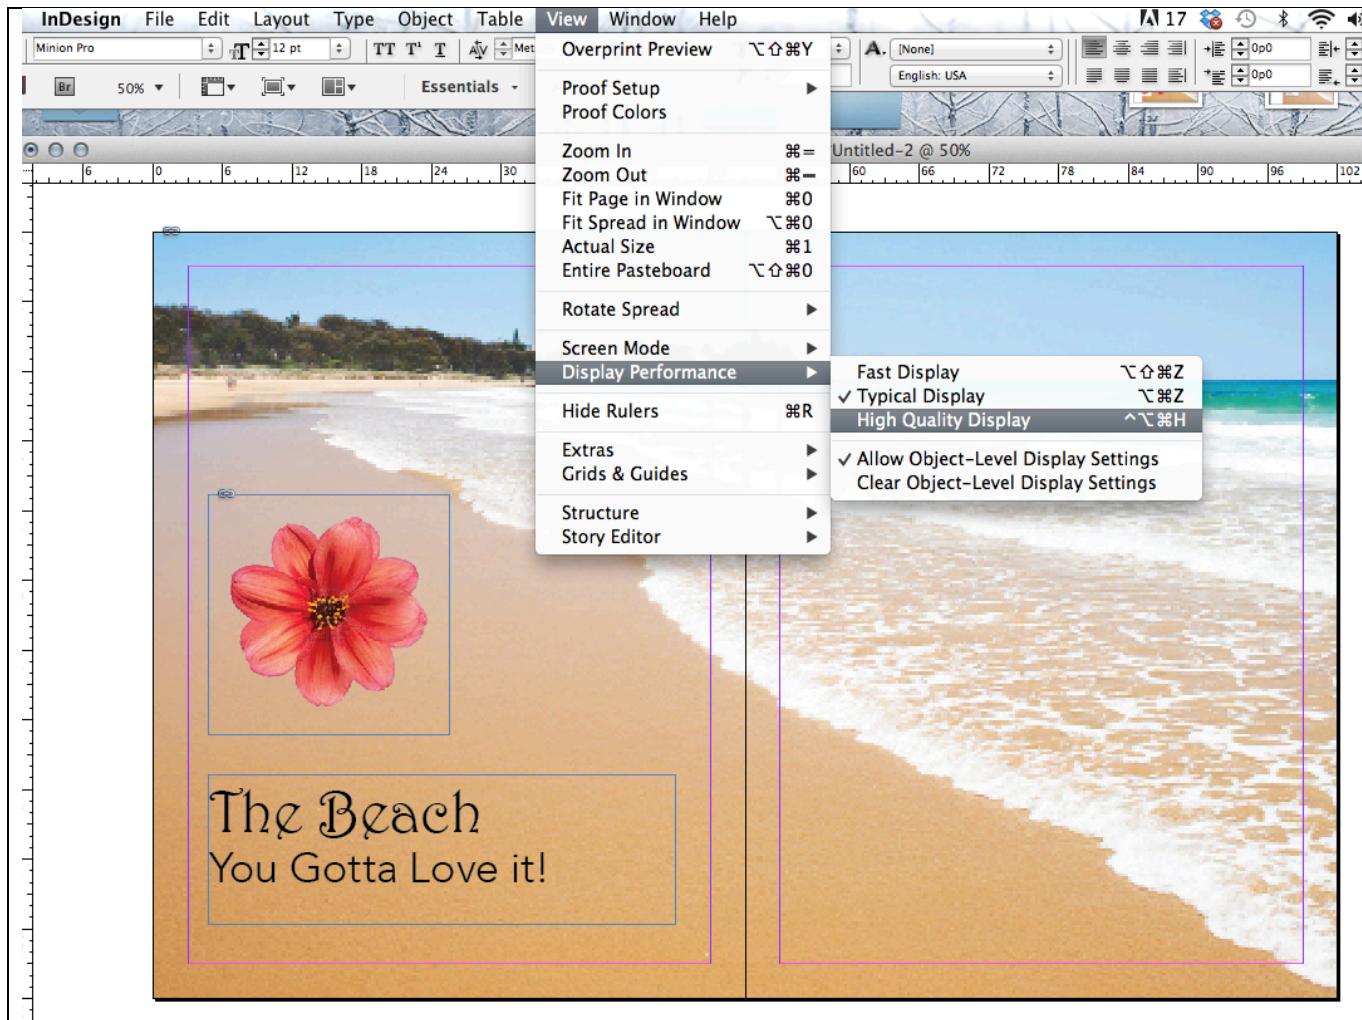 InDesign File Edit Layout Type Object Table View Window Help 17
Minion Pro 12 pt TT T¹ T AV Met A. [None] 0p0
Br 50% Essentials English: USA 0p0
Untitled-2 @ 50%
6 0 6 12 18 24 30 60 66 72 78 84 90 96 102
Overprint Preview ⌥⇧⌘Y
Proof Setup ▶
Proof Colors
Zoom In ⌘=
Zoom Out ⌘–
Fit Page in Window ⌘0
Fit Spread in Window ⌥⌘0
Actual Size ⌘1
Entire Pasteboard ⌥⇧⌘0
Rotate Spread ▶
Screen Mode ▶
Display Performance ▶
Hide Rulers ⌘R
Extras ▶
Grids & Guides ▶
Structure ▶
Story Editor ▶
Fast Display ⌥⇧⌘Z
✓ Typical Display ⌥⌘Z
High Quality Display ^⌥⌘H
✓ Allow Object-Level Display Settings
Clear Object-Level Display Settings
The Beach
You Gotta Love it!